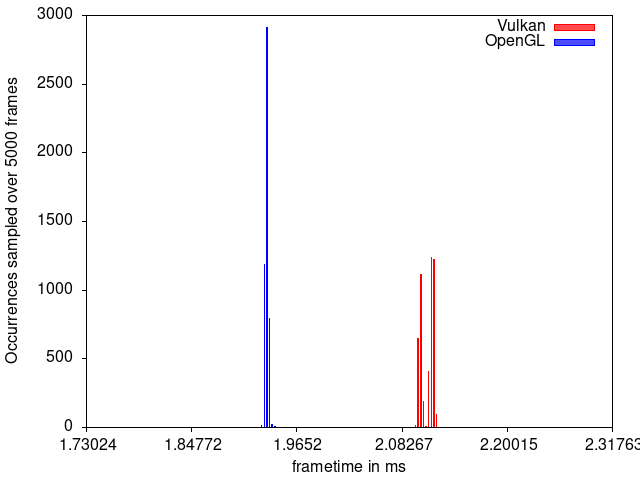 3000
2500
2000
1500
1000
500
0
Occurrences sampled over 5000 frames
Vulkan
OpenGL
1.73024 1.84772 1.9652 2.08267 2.20015 2.31763
frametime in ms